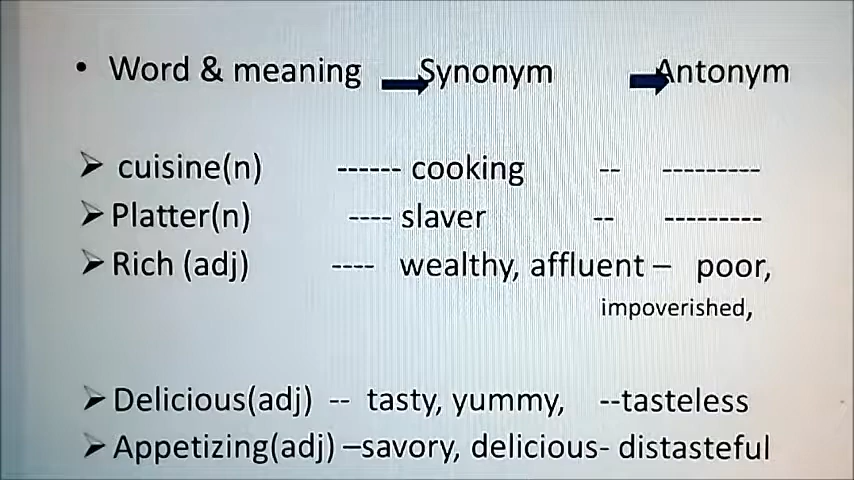 • Word & meaning Synonym Antonym
cuisine(n) ------ cooking -- ---------
Platter(n) ---- slaver -- ---------
Rich (adj) ---- wealthy, affluent – poor,
impoverished,
Delicious(adj) -- tasty, yummy, --tasteless
Appetizing(adj) –savory, delicious- distasteful